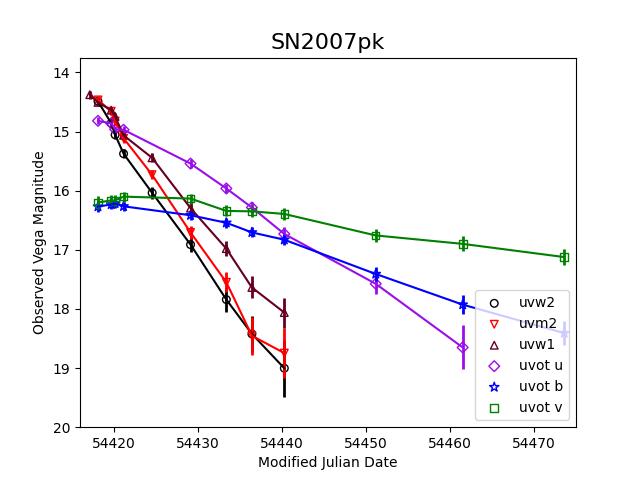 SN2007pk
Observed Vega Magnitude
14
15
16
17
18
19
20
54420
54430
54440
54450
54460
54470
Modified Julian Date
uvw2
uvm2
uvw1
uvot u
uvot b
uvot v